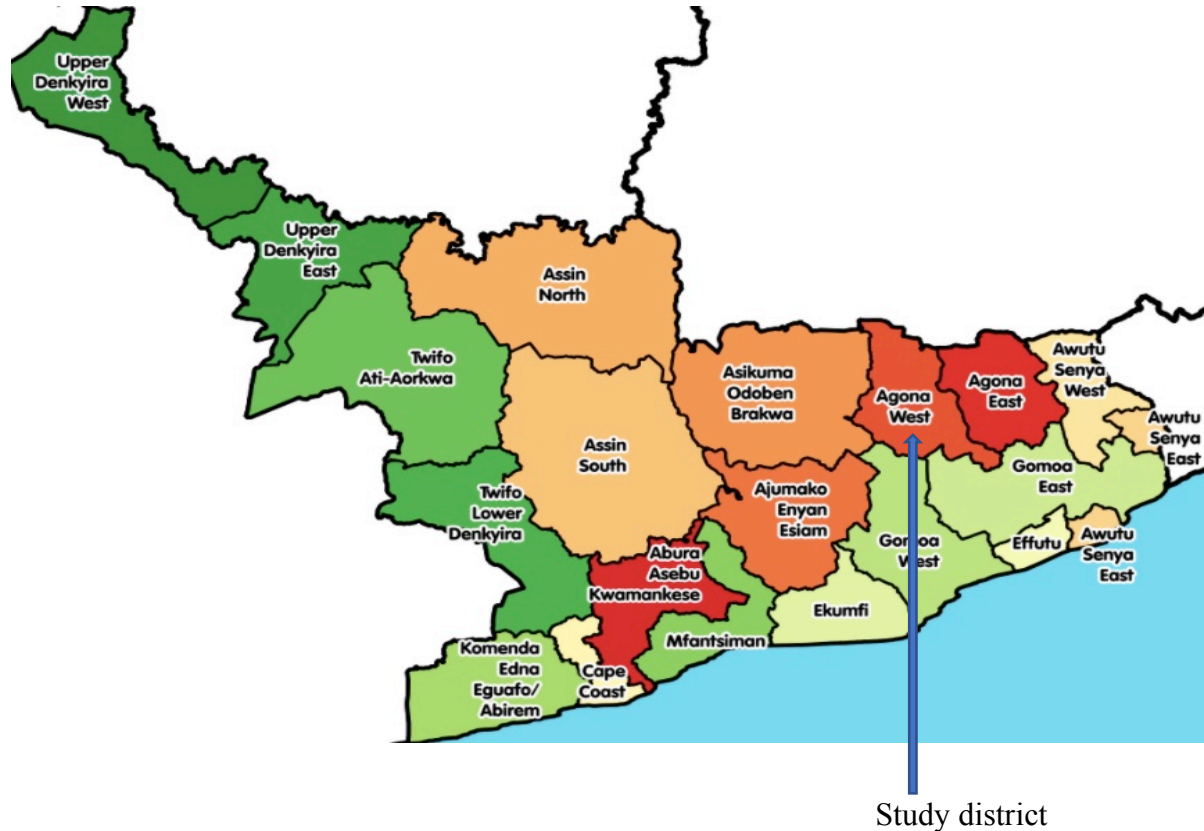 Upper
Denkyira
West
Upper
Denkyira
East
Assin
North
Twifo
Ati-Aorkwa
Asikuma
Odoben
Brakwa
Agona
West
Agona
East
Awutu
Senya
West
Awutu
Senya
East
Assin
South
Gomoa
East
Twifo
Lower
Denkyira
Ajumako
Enyan
Esiam
Gomoa
West
Effutu
Awutu
Senya
East
Abura
Asebu
Kwamankese
Ekumfi
Mfantsiman
Komenda
Edna
Eguafo/
Abirem
Cape
Coast
Study district